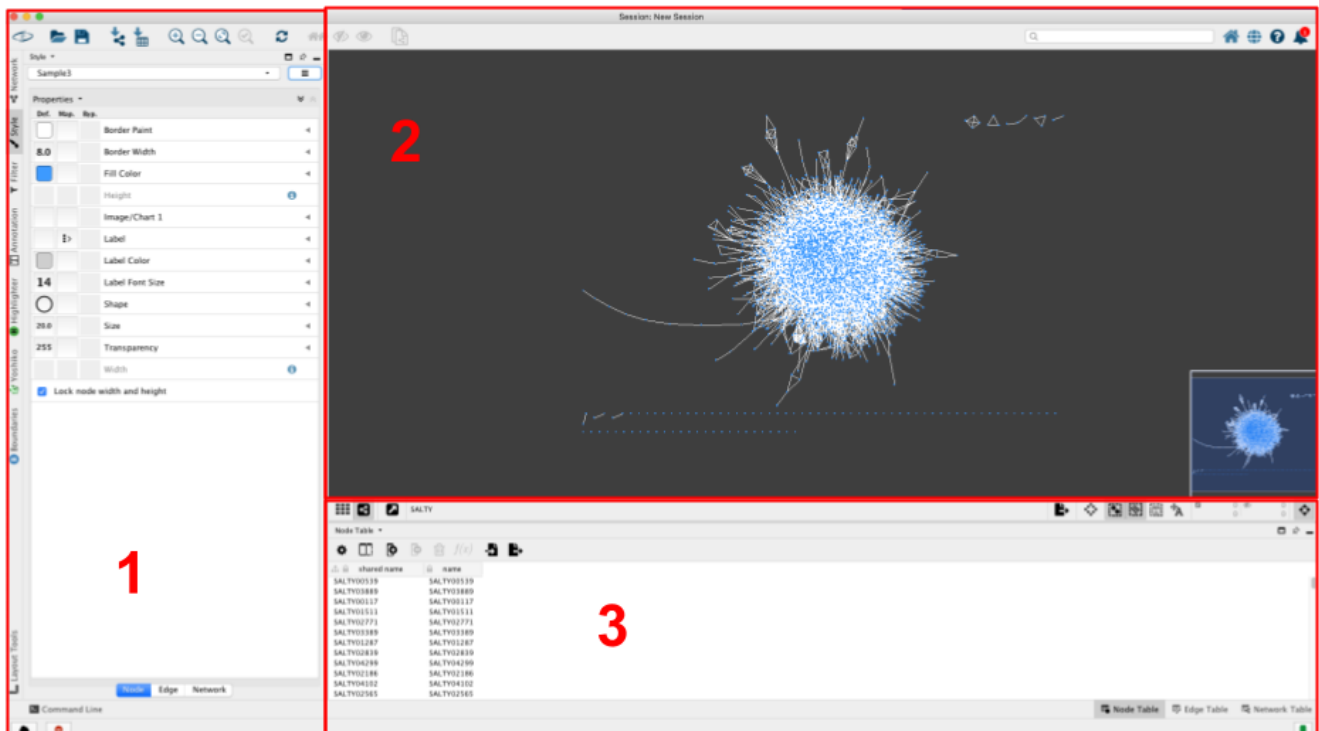 Session: New Session
Style
Sample3
Properties
Def. Map. Byp.
Border Paint
8.0 Border Width
Fill Color
Height
Image/Chart 1
Label
Label Color
14 Label Font Size
Shape
20.0 Size
255 Transparency
Width
Lock node width and height
Network
Style
Filter
Annotation
Highlighter
Yoshiko
Boundaries
Layout Tools
1
Node Edge Network
Command Line
2
SALTY
Node Table
f(x)
shared name name
SALTY00539 SALTY00539
SALTY03889 SALTY03889
SALTY00117 SALTY00117
SALTY01511 SALTY01511
SALTY02771 SALTY02771
SALTY03389 SALTY03389
SALTY01287 SALTY01287
SALTY02839 SALTY02839
SALTY04299 SALTY04299
SALTY02186 SALTY02186
SALTY04102 SALTY04102
SALTY02565 SALTY02565
3
Node Table Edge Table Network Table